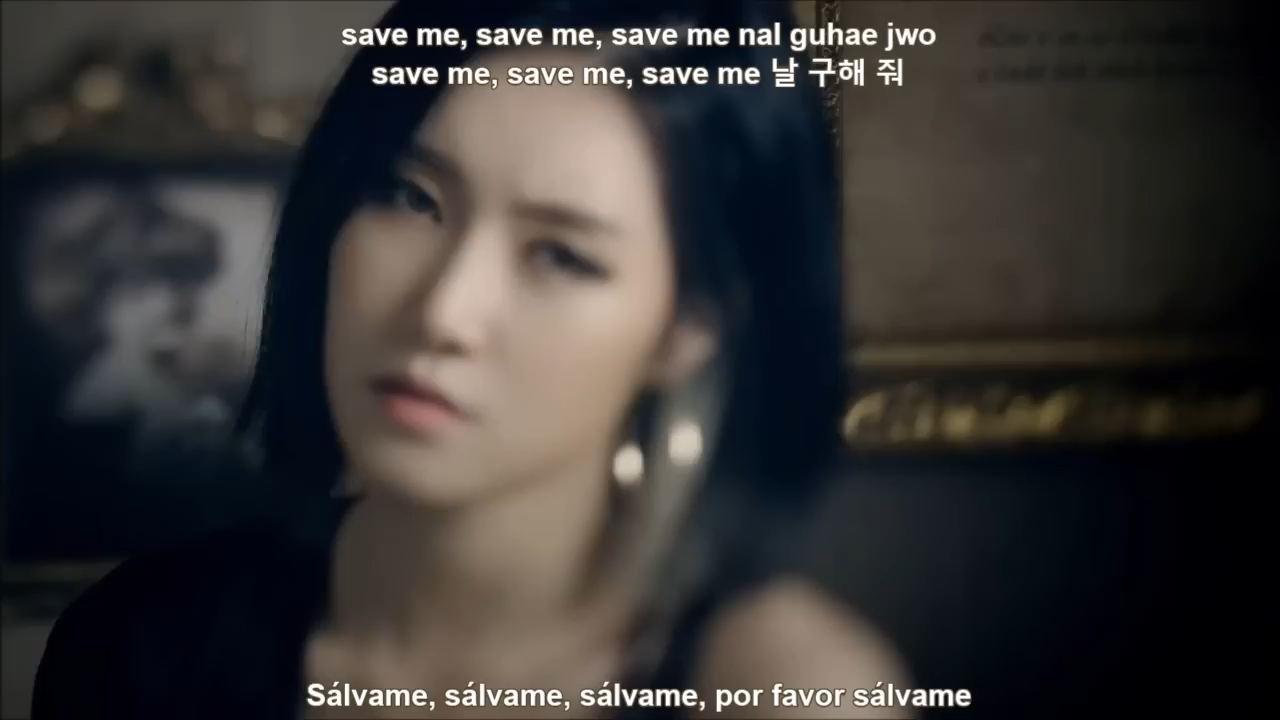 save me, save me, save me nal guhae jwo
save me, save me, save me 날 구해 줘
Sálvame, sálvame, sálvame, por favor sálvame